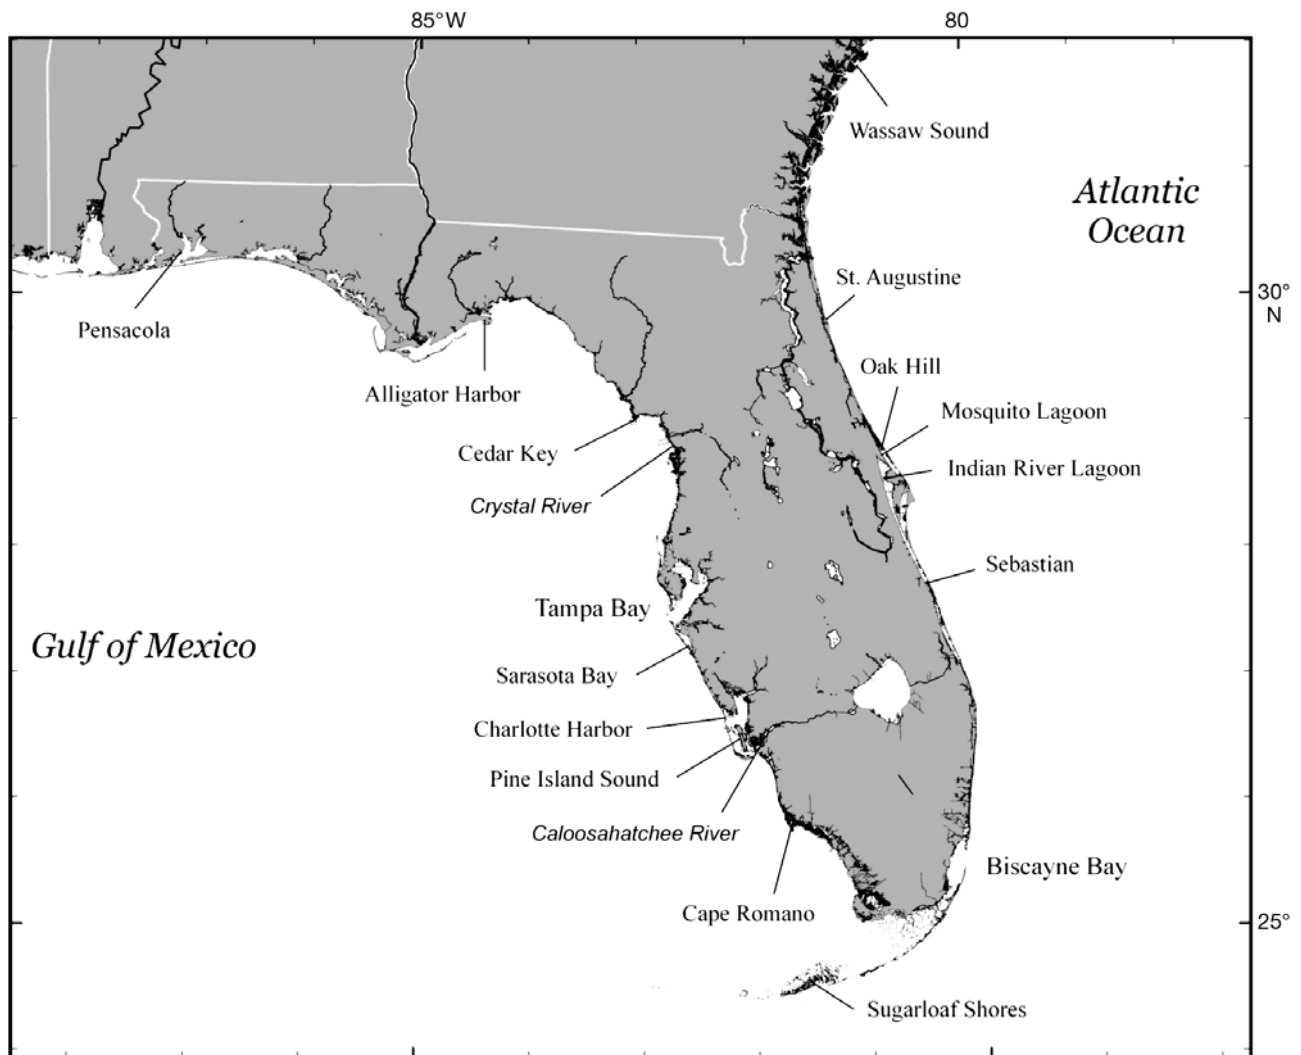 85°W
80
Wassaw Sound
Atlantic
Ocean
St. Augustine
30°
N
Pensacola
Oak Hill
Alligator Harbor
Mosquito Lagoon
Cedar Key
Indian River Lagoon
Crystal River
Sebastian
Tampa Bay
Gulf of Mexico
Sarasota Bay
Charlotte Harbor
Pine Island Sound
Caloosahatchee River
Biscayne Bay
Cape Romano
25°
Sugarloaf Shores